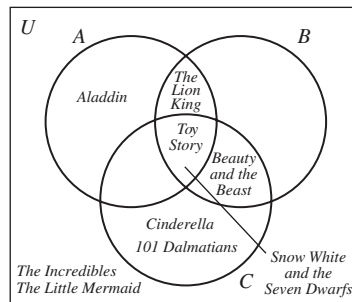 U
A
B
Aladdin
The
Lion
King
Toy
Story
Beauty
and the
Beast
Cinderella
101 Dalmatians
Snow White
and the
Seven Dwarfs
The Incredibles
The Little Mermaid
C